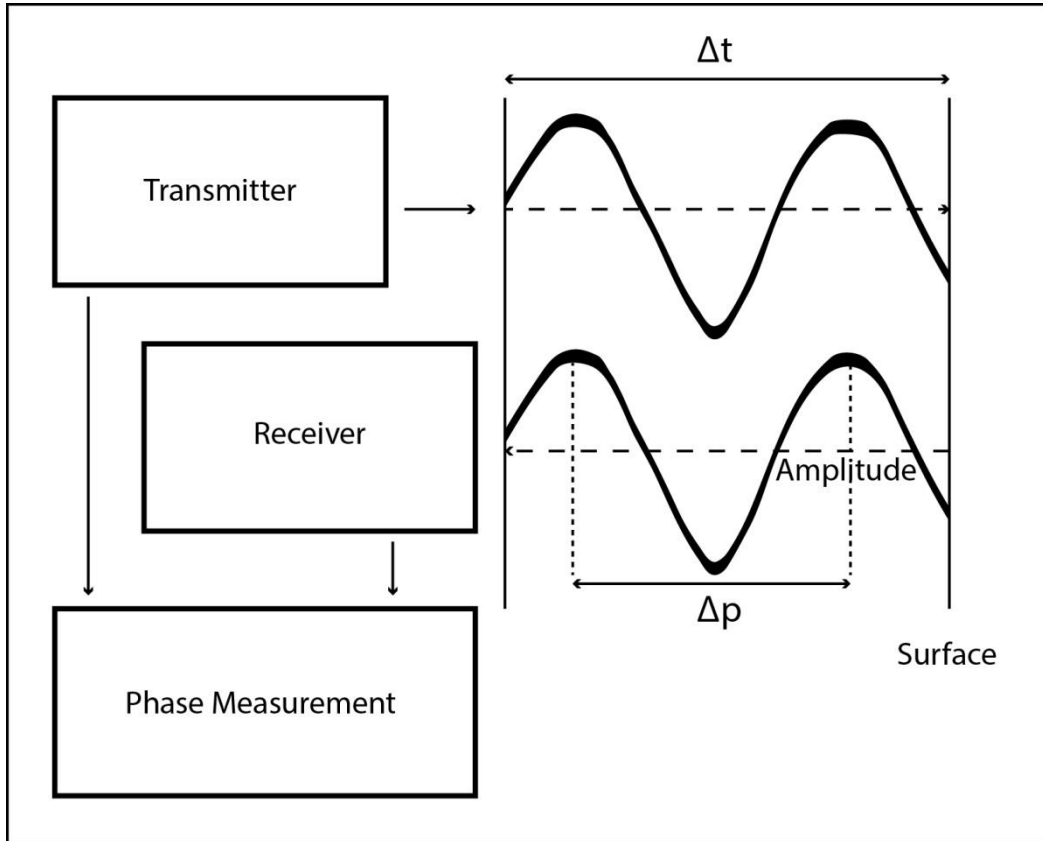 Δt
Transmitter
Receiver
Amplitude
Δp
Surface
Phase Measurement